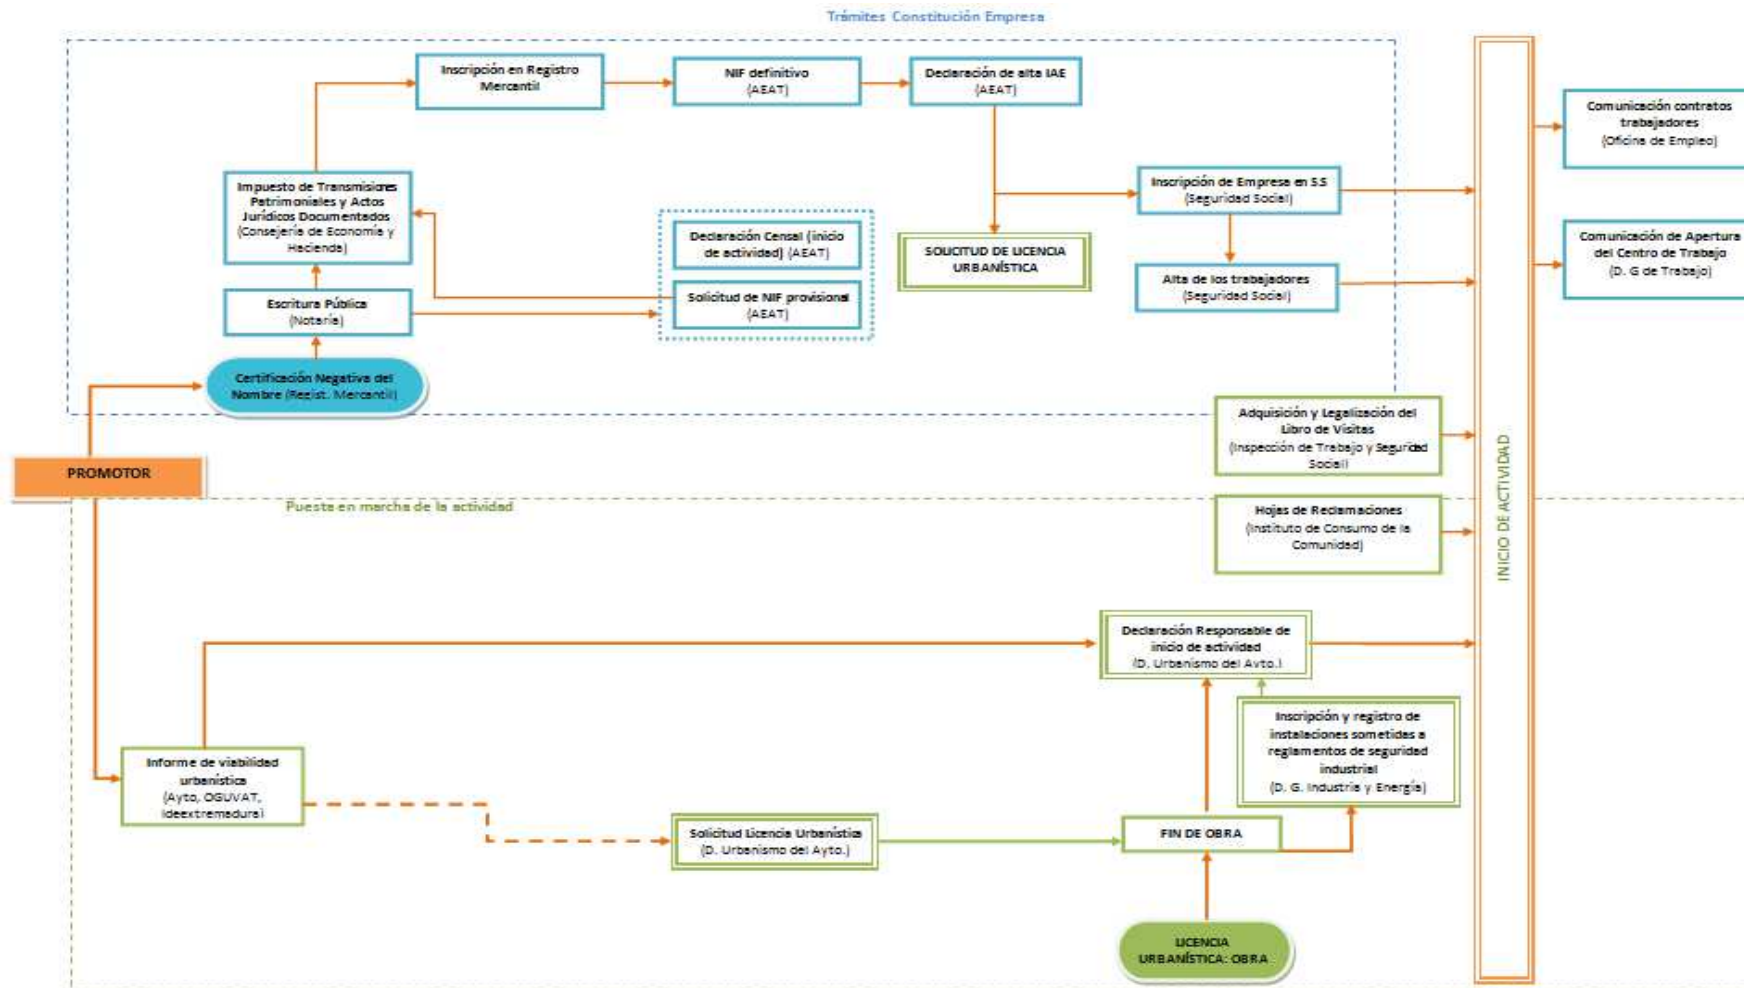 Trámites Constitución Empresa
Inscripción en Registro
Mercantil
NIF definitivo
(AEAT)
Declaración de alta IAE
(AEAT)
Comunicación contratos
trabajadores
(Oficina de Empleo)
Impuesto de Transmisiones
Patrimoniales y Actos
Jurídicos Documentados
(Consejería de Economía y
Hacienda)
Declaración Censal (inicio
de actividad) (AEAT)
Solicitud de NIF provisional
(AEAT)
SOLICITUD DE LICENCIA
URBANÍSTICA
Inscripción de Empresa en S.S
(Seguridad Social)
Alta de los trabajadores
(Seguridad Social)
Comunicación de Apertura
del Centro de Trabajo
(D. G de Trabajo)
Escritura Pública
(Notaría)
Certificación Negativa del
Nombre (Regist. Mercantil)
Adquisición y Legalización del
Libro de Visitas
(Inspección de Trabajo y Seguridad
Social)
PROMOTOR
Puesta en marcha de la actividad
Hojas de Reclamaciones
(Instituto de Consumo de la
Comunidad)
INICIO DE ACTIVIDAD
Declaración Responsable de
inicio de actividad
(D. Urbanismo del Ayto.)
Inscripción y registro de
instalaciones sometidas a
reglamentos de seguridad
industrial
(D. G. Industria y Energía)
Informe de viabilidad
urbanística
(Ayto, OGUVAT,
Ideextremadura)
Solicitud Licencia Urbanística
(D. Urbanismo del Ayto.)
FIN DE OBRA
LICENCIA
URBANÍSTICA: OBRA